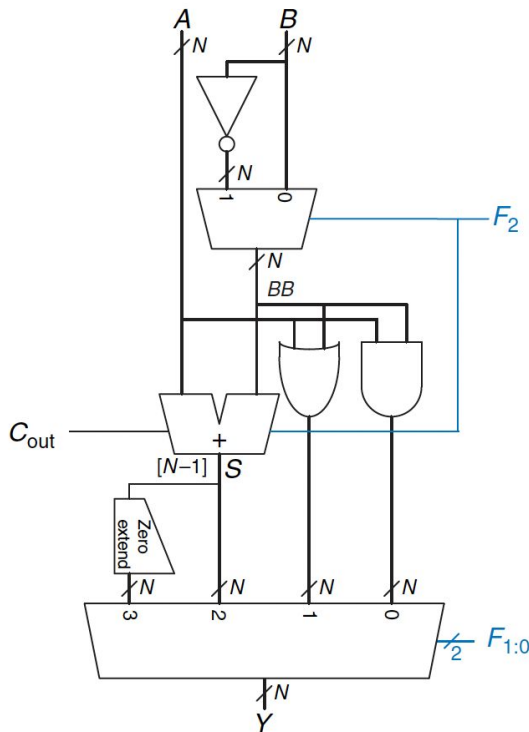 A B
N N
N
1 0
F2
N
BB
Cout
+
[N–1] S
Zero
extend
N N N N
3 2 1 0
2 F1:0
N
Y